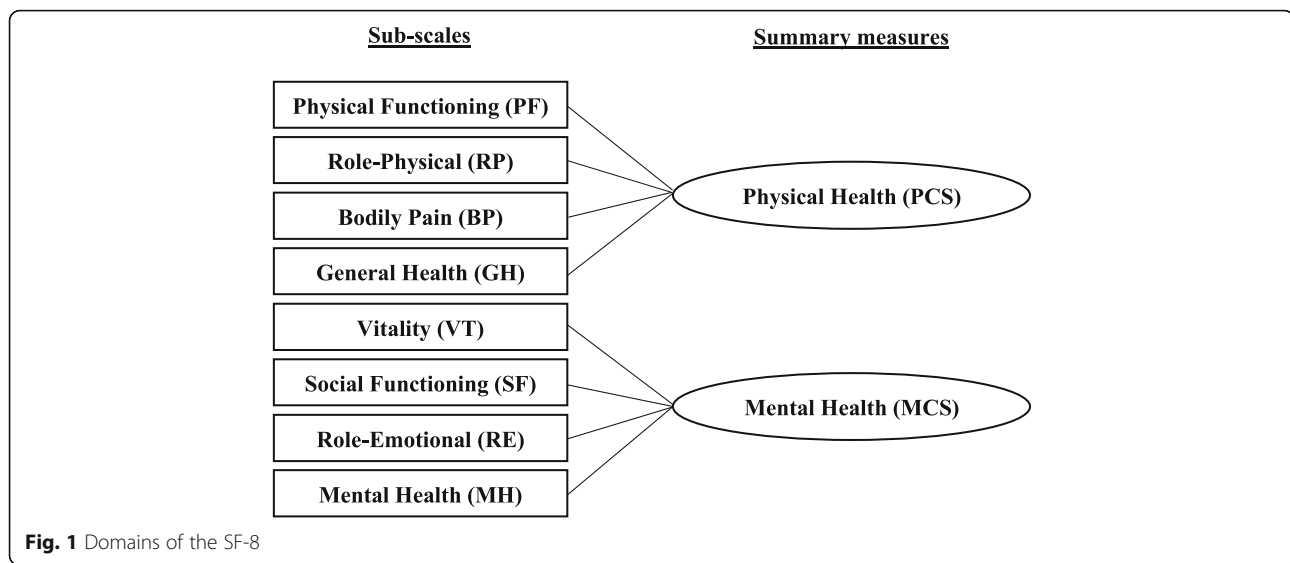 Sub-scales
Summary measures
Physical Functioning (PF)
Role-Physical (RP)
Bodily Pain (BP)
General Health (GH)
Vitality (VT)
Social Functioning (SF)
Role-Emotional (RE)
Mental Health (MH)
Physical Health (PCS)
Mental Health (MCS)
Fig. 1 Domains of the SF-8